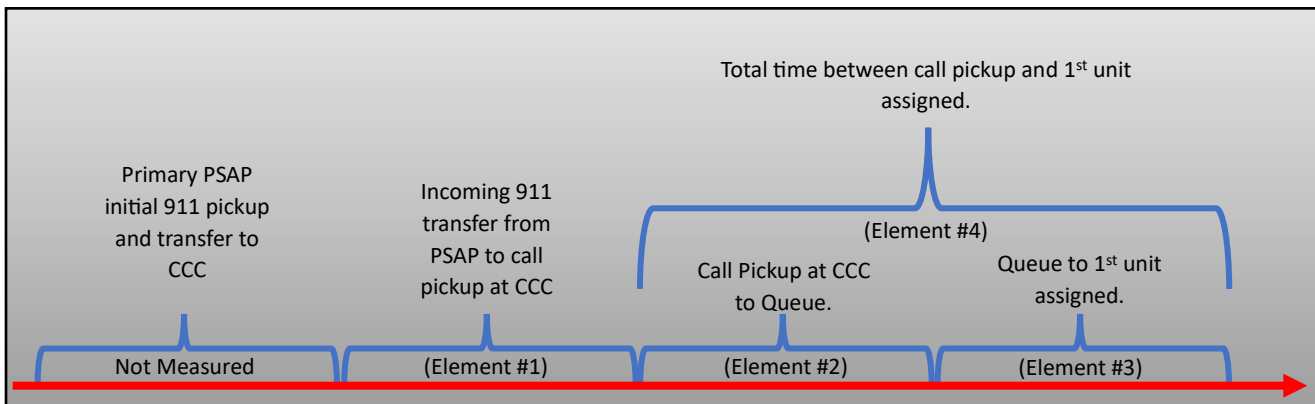 Total time between call pickup and 1st unit
assigned.
Primary PSAP
initial 911 pickup
and transfer to
CCC
Incoming 911
transfer from
PSAP to call
pickup at CCC
(Element #4)
Call Pickup at CCC
to Queue.
Queue to 1st unit
assigned.
Not Measured
(Element #1)
(Element #2)
(Element #3)